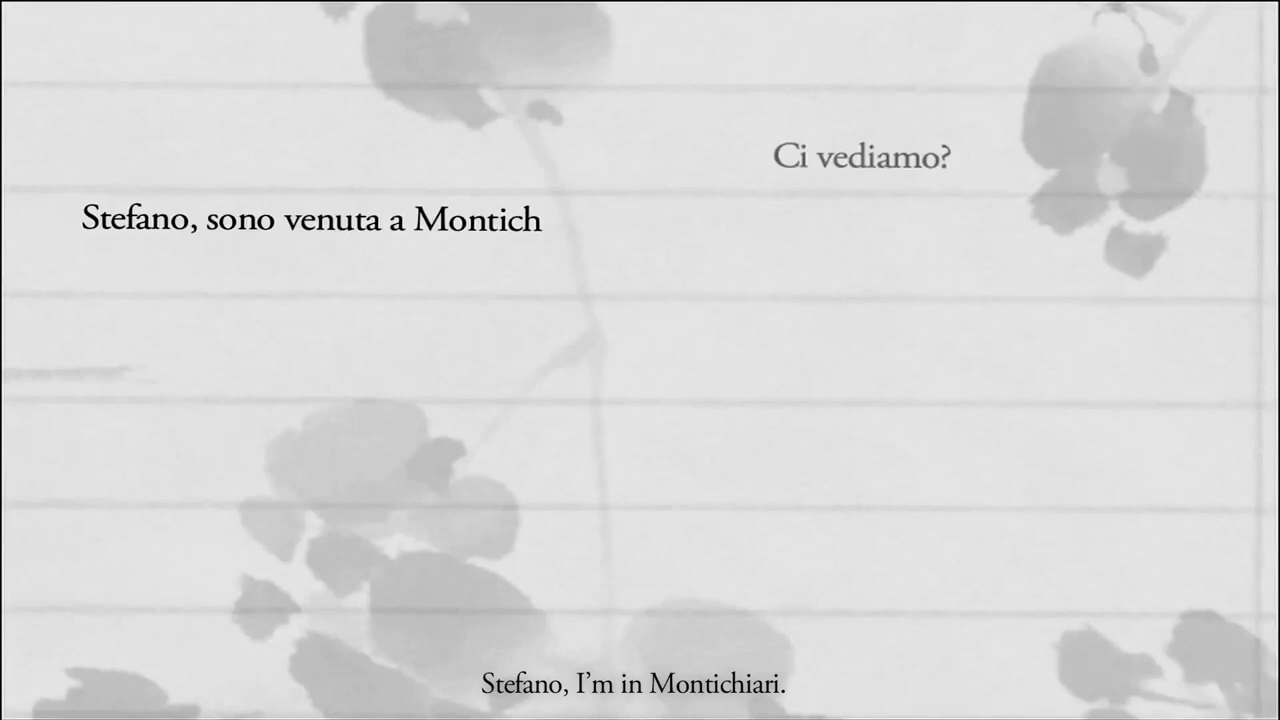 Ci vediamo?
Stefano, sono venuta a Montich
Stefano, I'm in Montichiari.